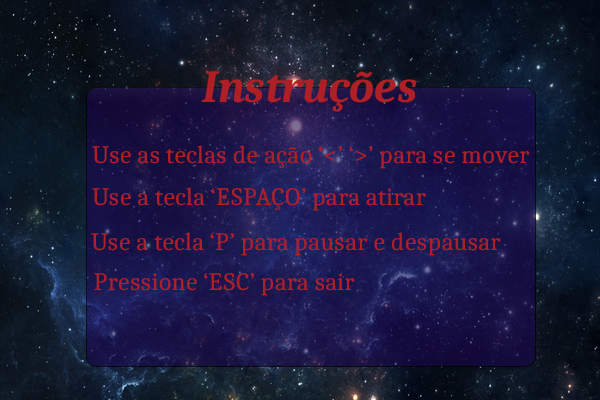 Instruções
Use as teclas de ação ‘<’ ‘>’ para se mover
Use a tecla ‘ESPAÇO’ para atirar
Use a tecla ‘P’ para pausar e despausar
Pressione ‘ESC’ para sair